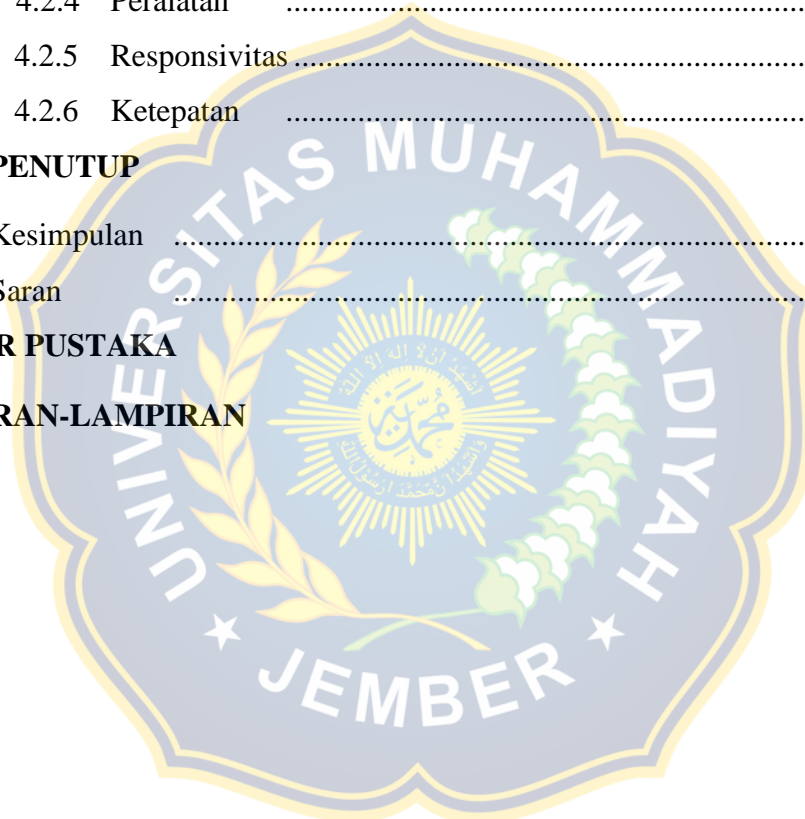 4.2.4 Peralatan ................................................................
4.2.5 Responsivitas ................................................................
4.2.6 Ketepatan ................................................................
PENUTUP
Kesimpulan ................................................................
Saran ................................................................
R PUSTAKA
RAN-LAMPIRAN
UNIVERSITAS MUHAMMADIYAH
JEMBER